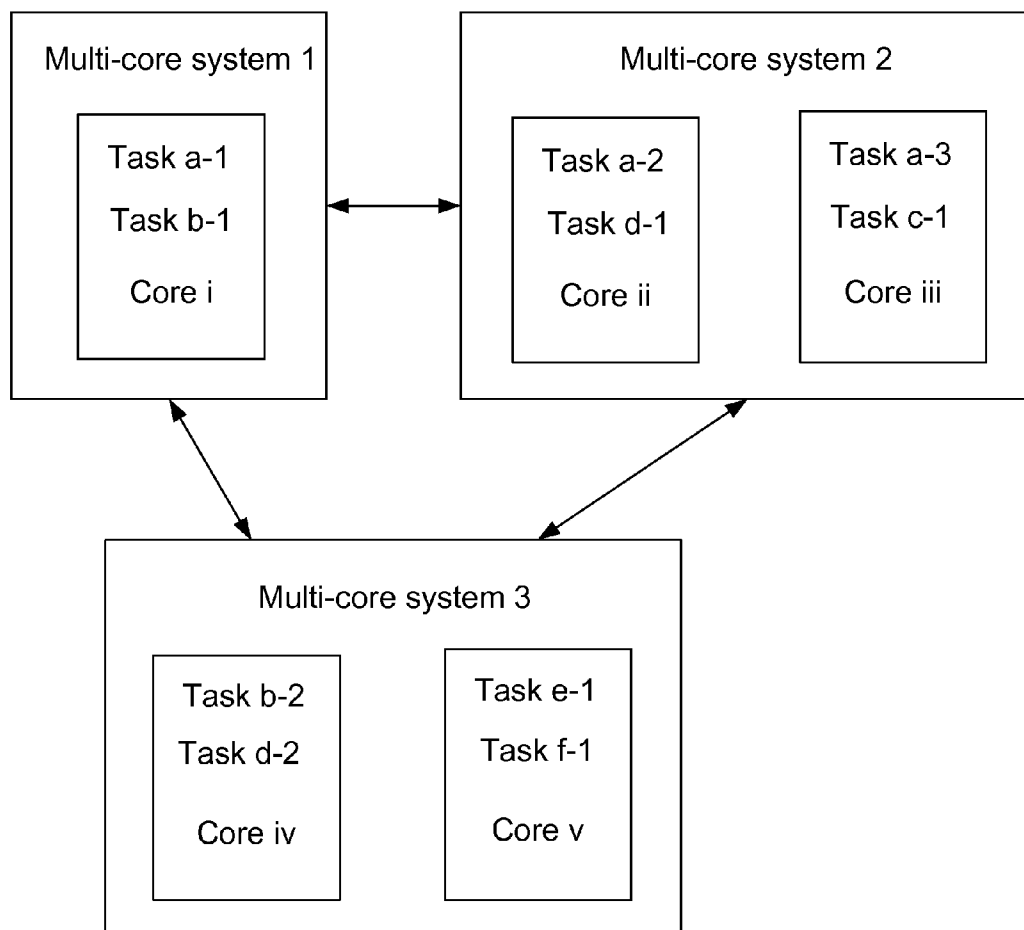 Multi-core system 1
Task a-1
Task b-1
Core i
Multi-core system 2
Task a-2
Task d-1
Core ii
Task a-3
Task c-1
Core iii
Multi-core system 3
Task b-2
Task d-2
Core iv
Task e-1
Task f-1
Core v